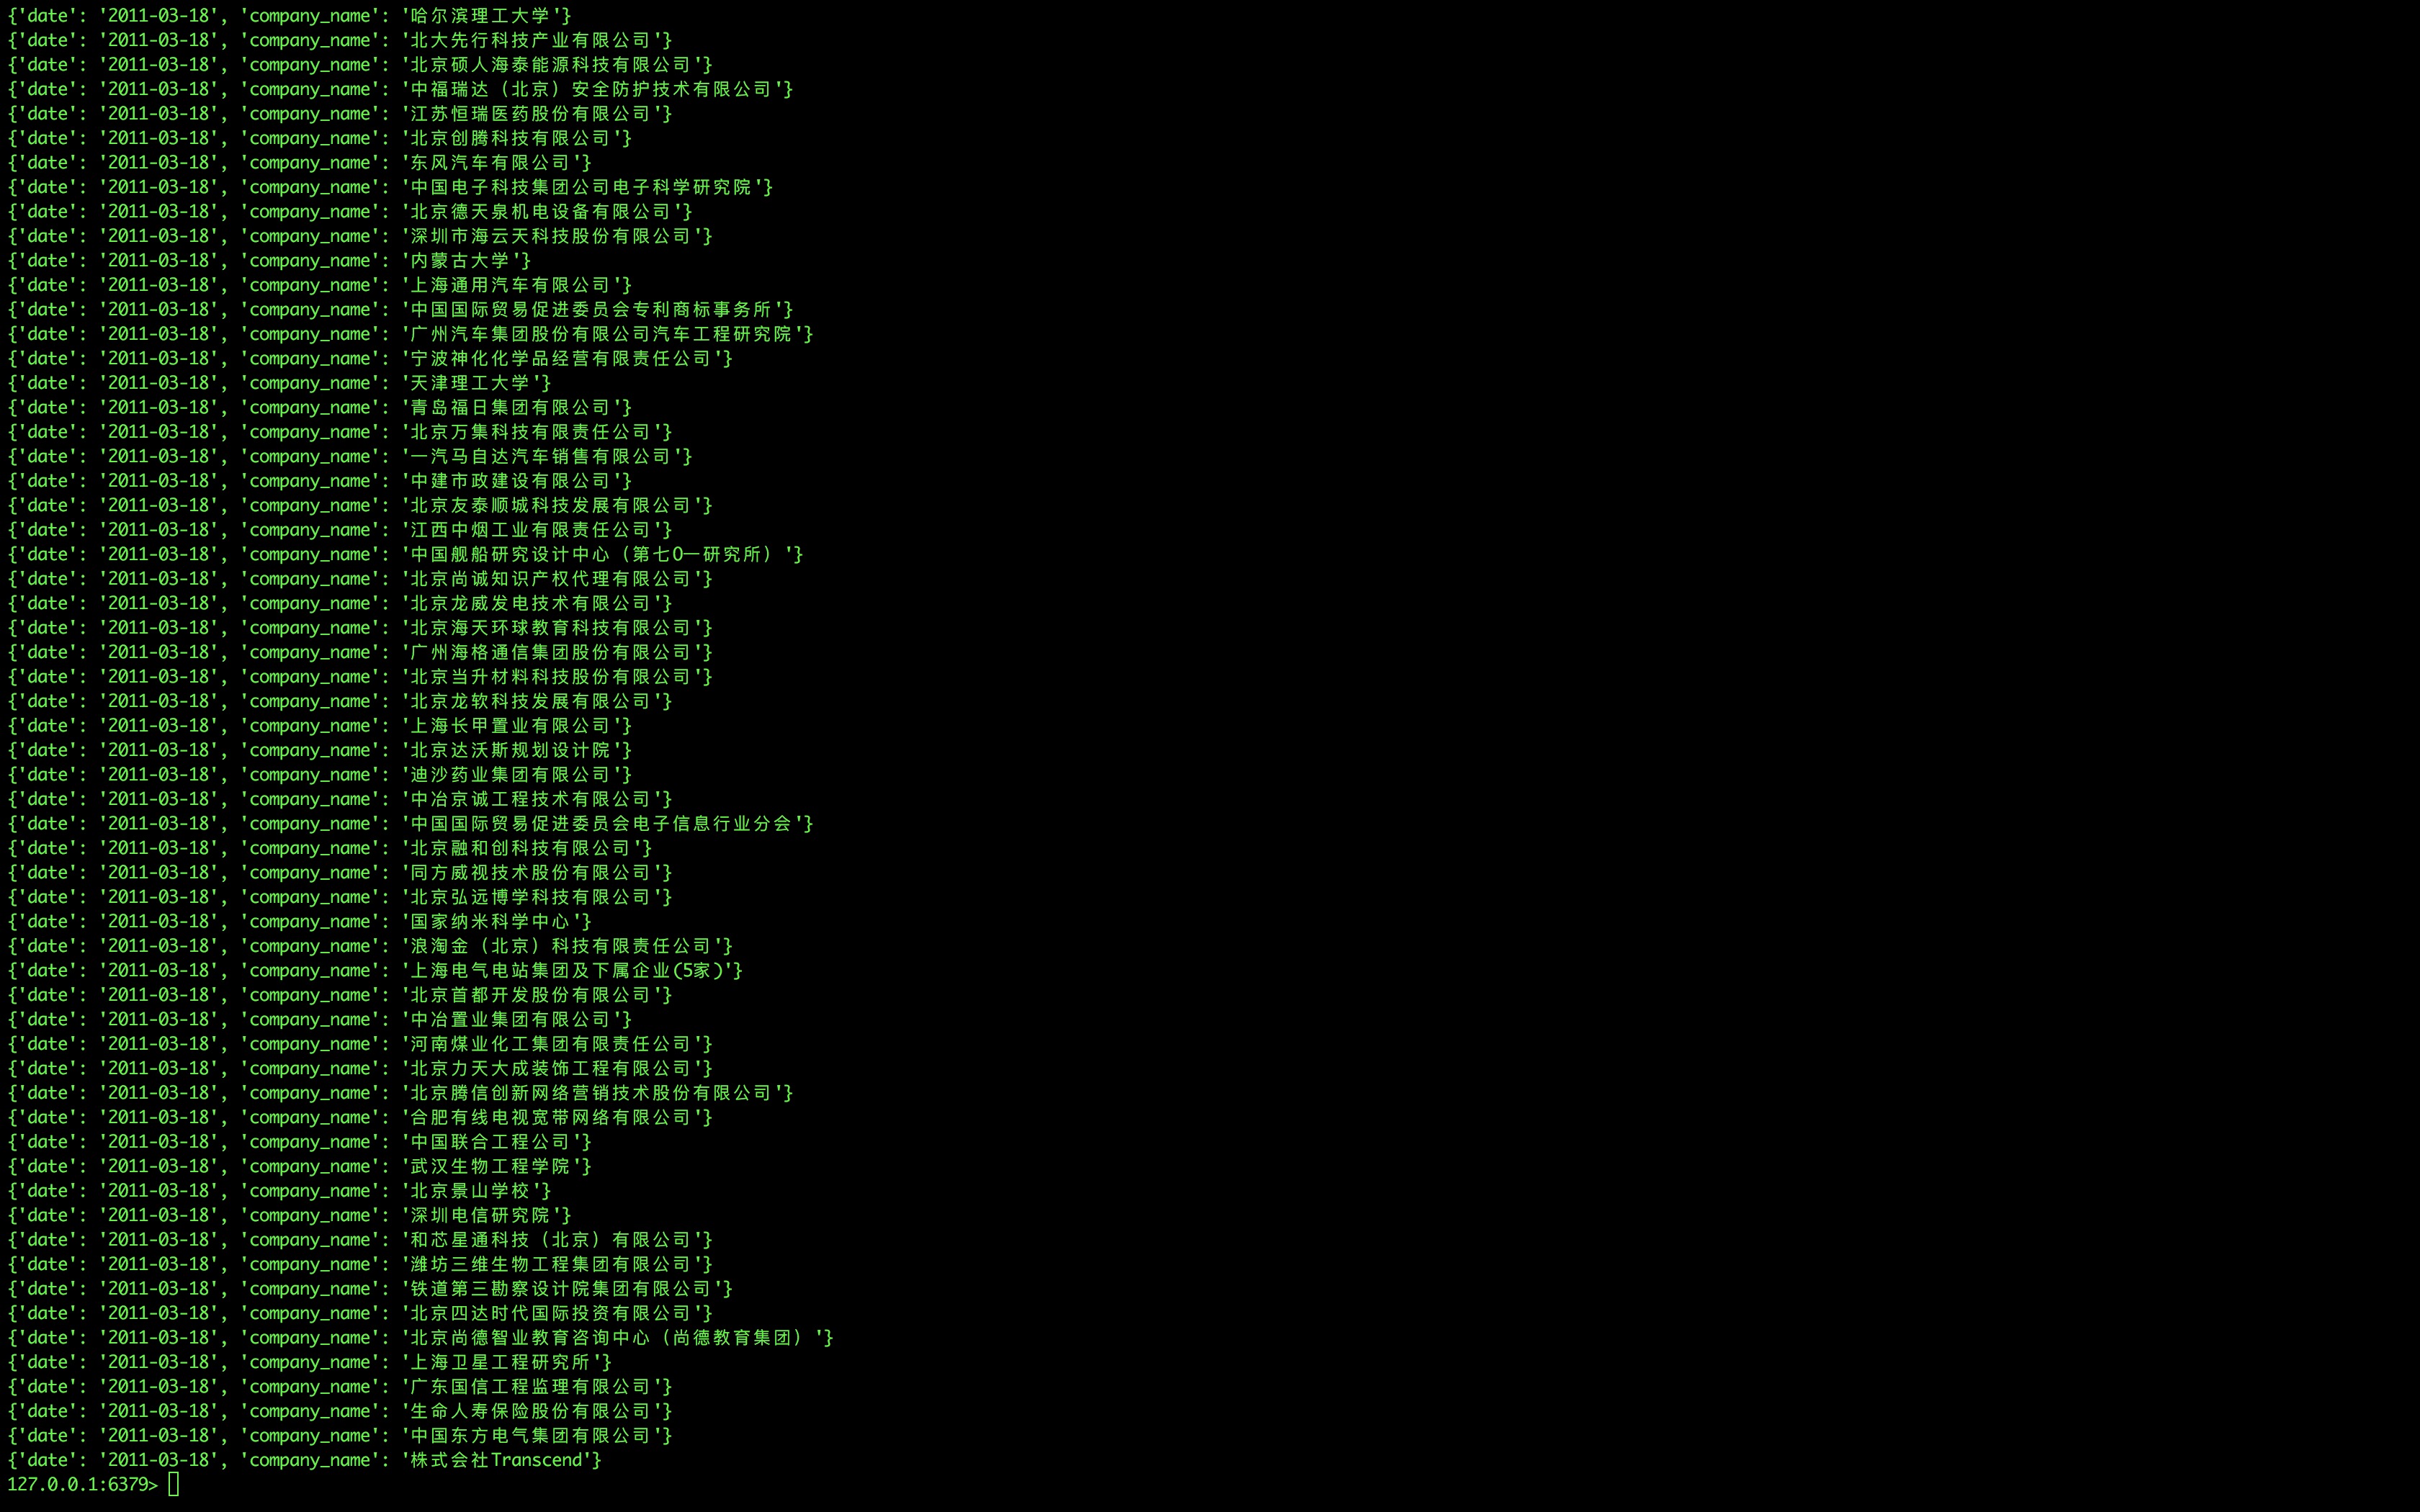 {'date': '2011-03-18', 'company_name': '哈尔滨理工大学'}
{'date': '2011-03-18', 'company_name': '北大先行科技产业有限公司'}
{'date': '2011-03-18', 'company_name': '北京硕人海泰能源科技有限公司'}
{'date': '2011-03-18', 'company_name': '中福瑞达（北京）安全防护技术有限公司'}
{'date': '2011-03-18', 'company_name': '江苏恒瑞医药股份有限公司'}
{'date': '2011-03-18', 'company_name': '北京创腾科技有限公司'}
{'date': '2011-03-18', 'company_name': '东风汽车有限公司'}
{'date': '2011-03-18', 'company_name': '中国电子科技集团公司电子科学研究院'}
{'date': '2011-03-18', 'company_name': '北京德天泉机电设备有限公司'}
{'date': '2011-03-18', 'company_name': '深圳市海云天科技股份有限公司'}
{'date': '2011-03-18', 'company_name': '内蒙古大学'}
{'date': '2011-03-18', 'company_name': '上海通用汽车有限公司'}
{'date': '2011-03-18', 'company_name': '中国国际贸易促进委员会专利商标事务所'}
{'date': '2011-03-18', 'company_name': '广州汽车集团股份有限公司汽车工程研究院'}
{'date': '2011-03-18', 'company_name': '宁波神化化学品经营有限责任公司'}
{'date': '2011-03-18', 'company_name': '天津理工大学'}
{'date': '2011-03-18', 'company_name': '青岛福日集团有限公司'}
{'date': '2011-03-18', 'company_name': '北京万集科技有限责任公司'}
{'date': '2011-03-18', 'company_name': '一汽马自达汽车销售有限公司'}
{'date': '2011-03-18', 'company_name': '中建市政建设有限公司'}
{'date': '2011-03-18', 'company_name': '北京友泰顺城科技发展有限公司'}
{'date': '2011-03-18', 'company_name': '江西中烟工业有限责任公司'}
{'date': '2011-03-18', 'company_name': '中国舰船研究设计中心（第七0一研究所）'}
{'date': '2011-03-18', 'company_name': '北京尚诚知识产权代理有限公司'}
{'date': '2011-03-18', 'company_name': '北京龙威发电技术有限公司'}
{'date': '2011-03-18', 'company_name': '北京海天环球教育科技有限公司'}
{'date': '2011-03-18', 'company_name': '广州海格通信集团股份有限公司'}
{'date': '2011-03-18', 'company_name': '北京当升材料科技股份有限公司'}
{'date': '2011-03-18', 'company_name': '北京龙软科技发展有限公司'}
{'date': '2011-03-18', 'company_name': '上海长甲置业有限公司'}
{'date': '2011-03-18', 'company_name': '北京达沃斯规划设计院'}
{'date': '2011-03-18', 'company_name': '迪沙药业集团有限公司'}
{'date': '2011-03-18', 'company_name': '中冶京诚工程技术有限公司'}
{'date': '2011-03-18', 'company_name': '中国国际贸易促进委员会电子信息行业分会'}
{'date': '2011-03-18', 'company_name': '北京融和创科技有限公司'}
{'date': '2011-03-18', 'company_name': '同方威视技术股份有限公司'}
{'date': '2011-03-18', 'company_name': '北京弘远博学科技有限公司'}
{'date': '2011-03-18', 'company_name': '国家纳米科学中心'}
{'date': '2011-03-18', 'company_name': '浪淘金（北京）科技有限责任公司'}
{'date': '2011-03-18', 'company_name': '上海电气电站集团及下属企业(5家)'}
{'date': '2011-03-18', 'company_name': '北京首都开发股份有限公司'}
{'date': '2011-03-18', 'company_name': '中冶置业集团有限公司'}
{'date': '2011-03-18', 'company_name': '河南煤业化工集团有限责任公司'}
{'date': '2011-03-18', 'company_name': '北京力天大成装饰工程有限公司'}
{'date': '2011-03-18', 'company_name': '北京腾信创新网络营销技术股份有限公司'}
{'date': '2011-03-18', 'company_name': '合肥有线电视宽带网络有限公司'}
{'date': '2011-03-18', 'company_name': '中国联合工程公司'}
{'date': '2011-03-18', 'company_name': '武汉生物工程学院'}
{'date': '2011-03-18', 'company_name': '北京景山学校'}
{'date': '2011-03-18', 'company_name': '深圳电信研究院'}
{'date': '2011-03-18', 'company_name': '和芯星通科技（北京）有限公司'}
{'date': '2011-03-18', 'company_name': '潍坊三维生物工程集团有限公司'}
{'date': '2011-03-18', 'company_name': '铁道第三勘察设计院集团有限公司'}
{'date': '2011-03-18', 'company_name': '北京四达时代国际投资有限公司'}
{'date': '2011-03-18', 'company_name': '北京尚德智业教育咨询中心（尚德教育集团）'}
{'date': '2011-03-18', 'company_name': '上海卫星工程研究所'}
{'date': '2011-03-18', 'company_name': '广东国信工程监理有限公司'}
{'date': '2011-03-18', 'company_name': '生命人寿保险股份有限公司'}
{'date': '2011-03-18', 'company_name': '中国东方电气集团有限公司'}
{'date': '2011-03-18', 'company_name': '株式会社Transcend'}
127.0.0.1:6379>